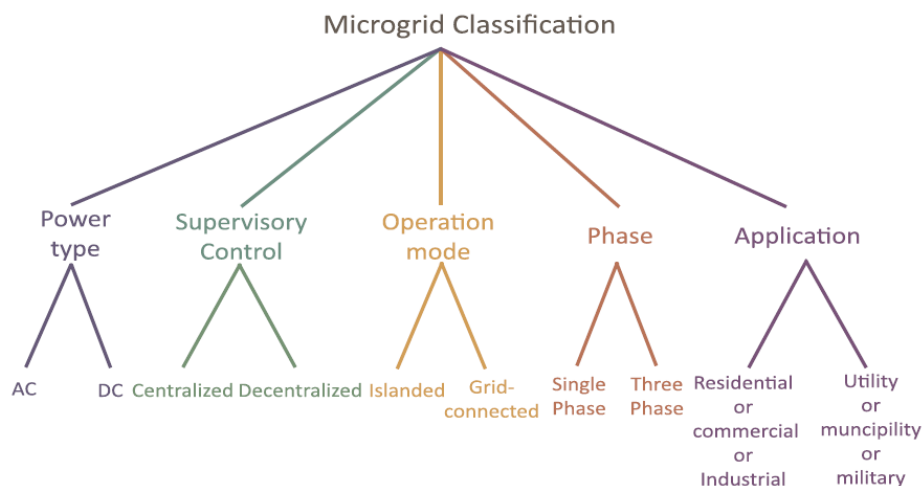 Microgrid Classification
Power
type
Supervisory
Control
Operation
mode
Phase
Application
AC
DC
Centralized
Decentralized
Islanded
Grid-
connected
Single
Phase
Three
Phase
Residential
or
commercial
or
Industrial
Utility
or
muncipility
or
military